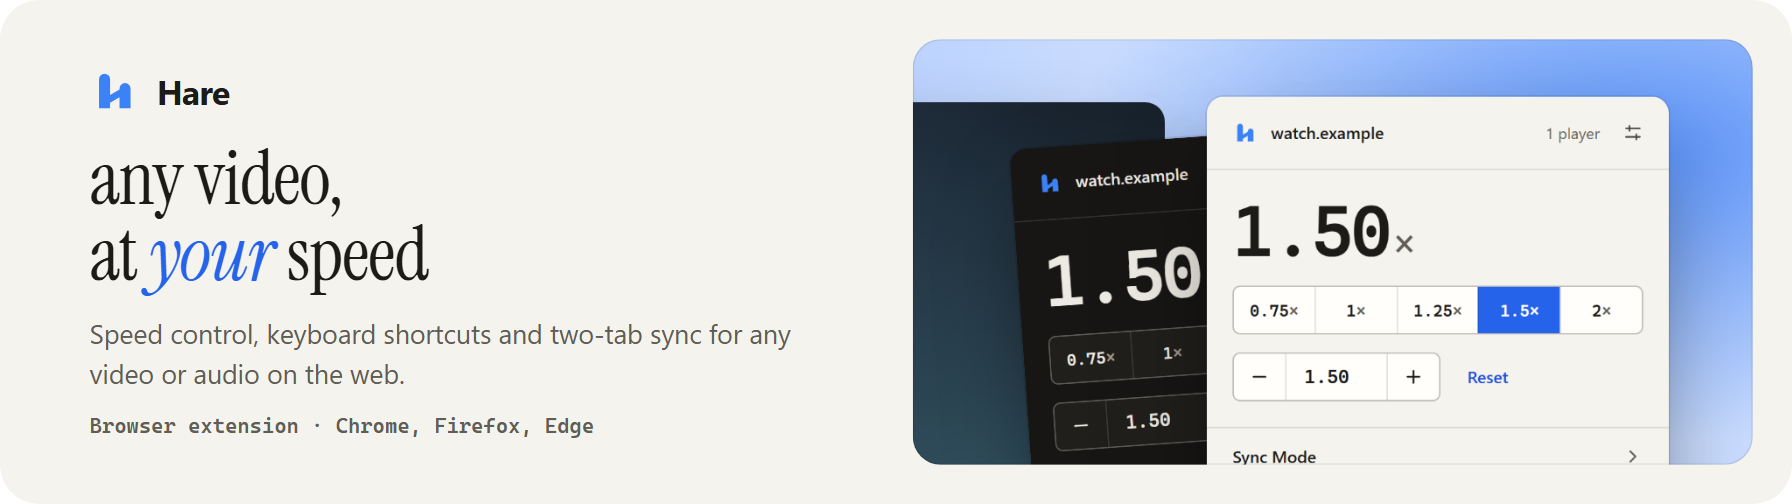 Hare
any video,
at your speed
Speed control, keyboard shortcuts and two-tab sync for any
video or audio on the web.
Browser extension · Chrome, Firefox, Edge
watch.example
1.50
0.75× 1×
− 1.50
watch.example 1 player
1.50×
0.75× 1× 1.25× 1.5× 2×
− 1.50 + Reset
Sync Mode